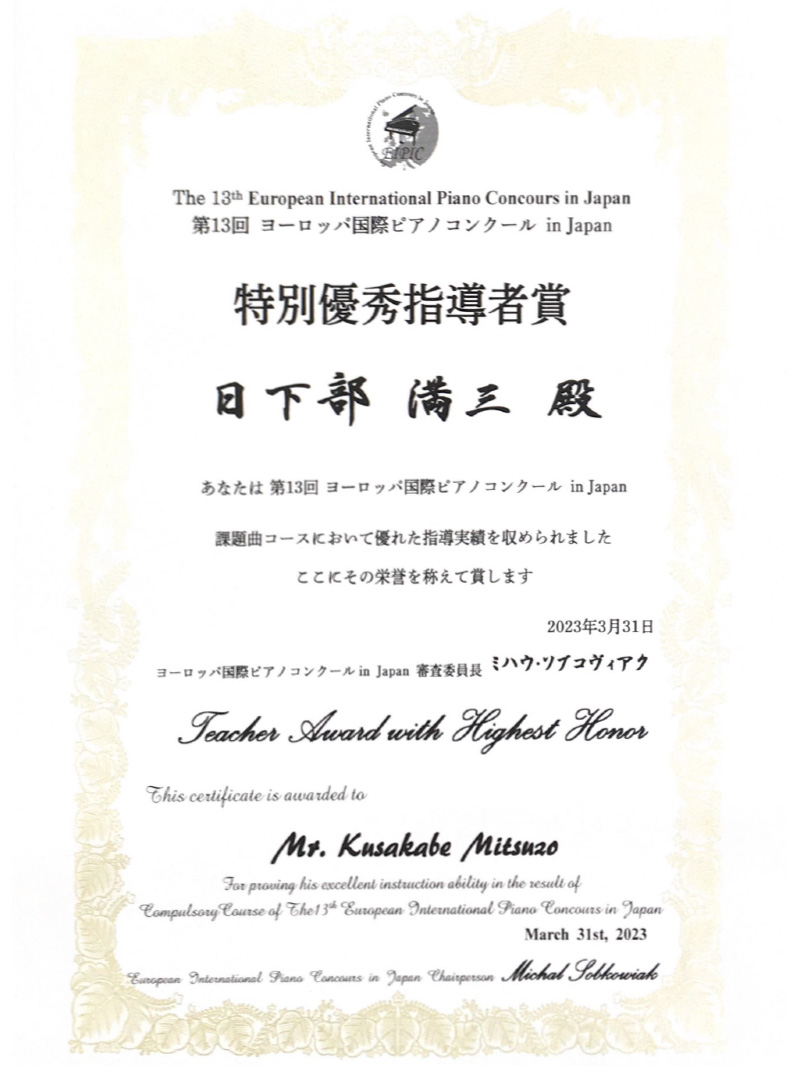 European International Piano Concours in Japan
EIPIC
The 13th European International Piano Concours in Japan
第13回 ヨーロッパ国際ピアノコンクール in Japan
特別優秀指導者賞
日下部 満三 殿
あなたは 第13回 ヨーロッパ国際ピアノコンクール in Japan
課題曲コースにおいて優れた指導実績を収められました
ここにその栄誉を称えて賞します
2023年3月31日
ヨーロッパ国際ピアノコンクール in Japan 審査委員長 ミハウ・ソブコヴィアク
Teacher Award with Highest Honor
This certificate is awarded to
Mr. Kusakabe Mitsuzo
For proving his excellent instruction ability in the result of
Compulsory Course of The13th European International Piano Concours in Japan
March 31st, 2023
European International Piano Concours in Japan Chairperson Michal Sobkowiak